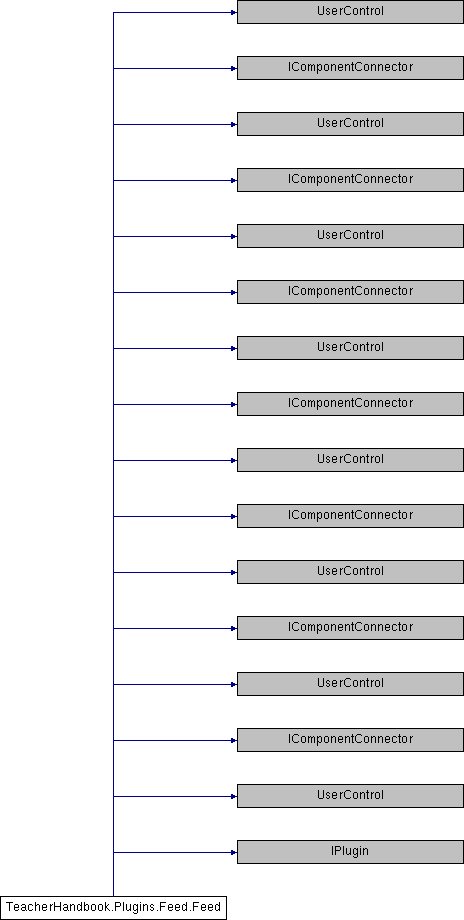 UserControl
IComponentConnector
UserControl
IComponentConnector
UserControl
IComponentConnector
UserControl
IComponentConnector
UserControl
IComponentConnector
UserControl
IComponentConnector
UserControl
IComponentConnector
UserControl
IPlugin
TeacherHandbook.Plugins.Feed.Feed